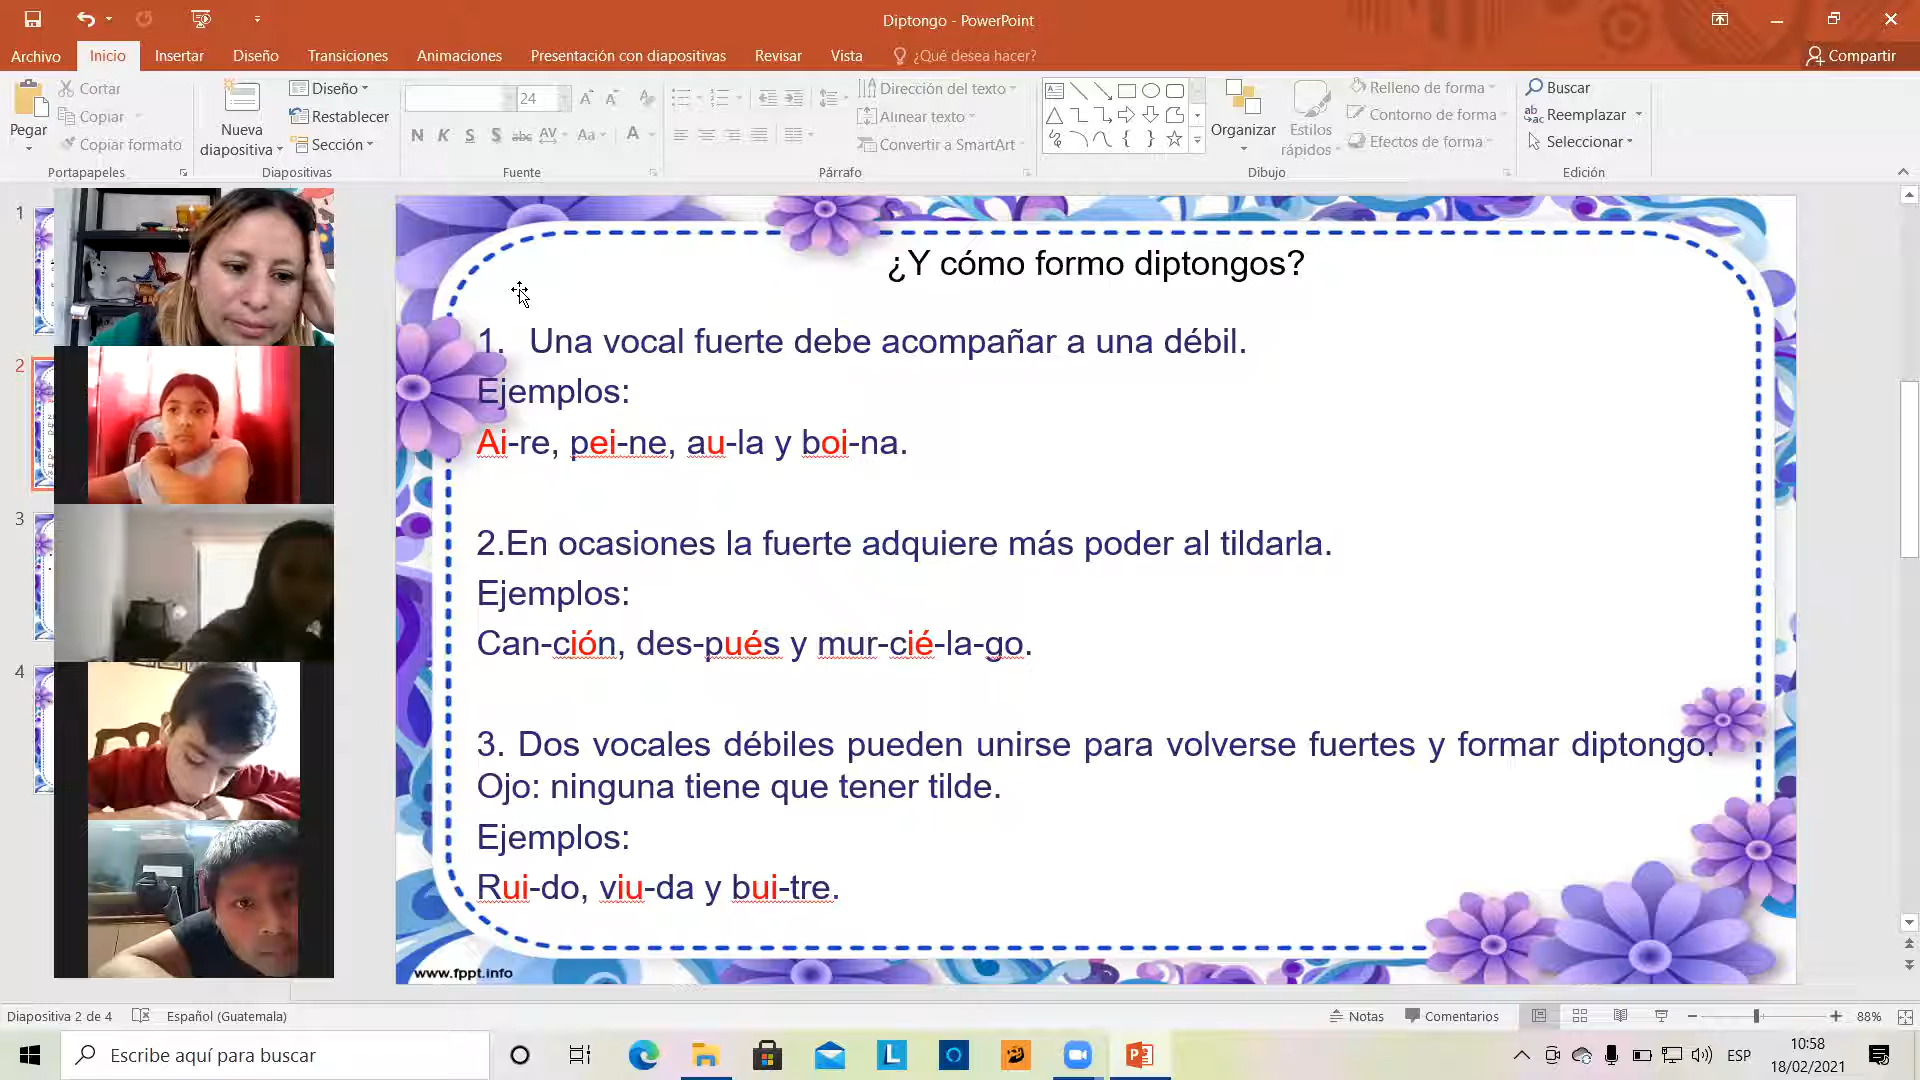 Diptongo - PowerPoint
Archivo Inicio Insertar Diseño Transiciones Animaciones Presentación con diapositivas Revisar Vista ¿Qué desea hacer? Compartir
Pegar
Cortar
Copiar
Copiar formato
Portapapeles
Nueva diapositiva
Diseño
Restablecer
Sección
Diapositivas
24
N K S S abc AV Aa A
Fuente
Dirección del texto
Alinear texto
Convertir a SmartArt
Párrafo
Organizar
Estilos rápidos
Relleno de forma
Contorno de forma
Efectos de forma
Dibujo
Buscar
Reemplazar
Seleccionar
Edición
1
2
3
4
¿Y cómo formo diptongos?
1. Una vocal fuerte debe acompañar a una débil.
Ejemplos:
Ai-re, pei-ne, au-la y boi-na.
2.En ocasiones la fuerte adquiere más poder al tildarla.
Ejemplos:
Can-ción, des-pués y mur-cié-la-go.
3. Dos vocales débiles pueden unirse para volverse fuertes y formar diptongo.
Ojo: ninguna tiene que tener tilde.
Ejemplos:
Rui-do, viu-da y bui-tre.
www.fppt.info
Diapositiva 2 de 4 Español (Guatemala) Notas Comentarios 88%
Escribe aquí para buscar
ESP
10:58
18/02/2021